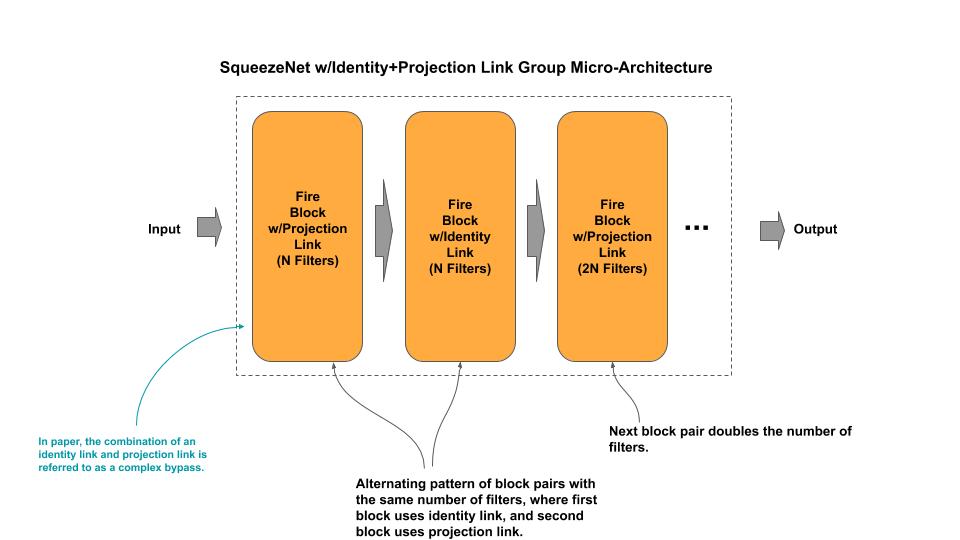 SqueezeNet w/Identity+Projection Link Group Micro-Architecture
Input
Fire
Block
w/Projection
Link
(N Filters)
Fire
Block
w/Identity
Link
(N Filters)
Fire
Block
w/Projection
Link
(2N Filters)
...
Output
In paper, the combination of an
identity link and projection link is
referred to as a complex bypass.
Next block pair doubles the number of
filters.
Alternating pattern of block pairs with
the same number of filters, where first
block uses identity link, and second
block uses projection link.